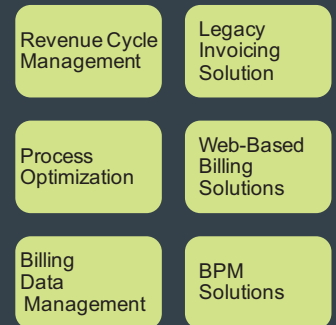 Revenue Cycle
Management
Legacy
Invoicing
Solution
Process
Optimization
Web-Based
Billing
Solutions
Billing
Data
Management
BPM
Solutions